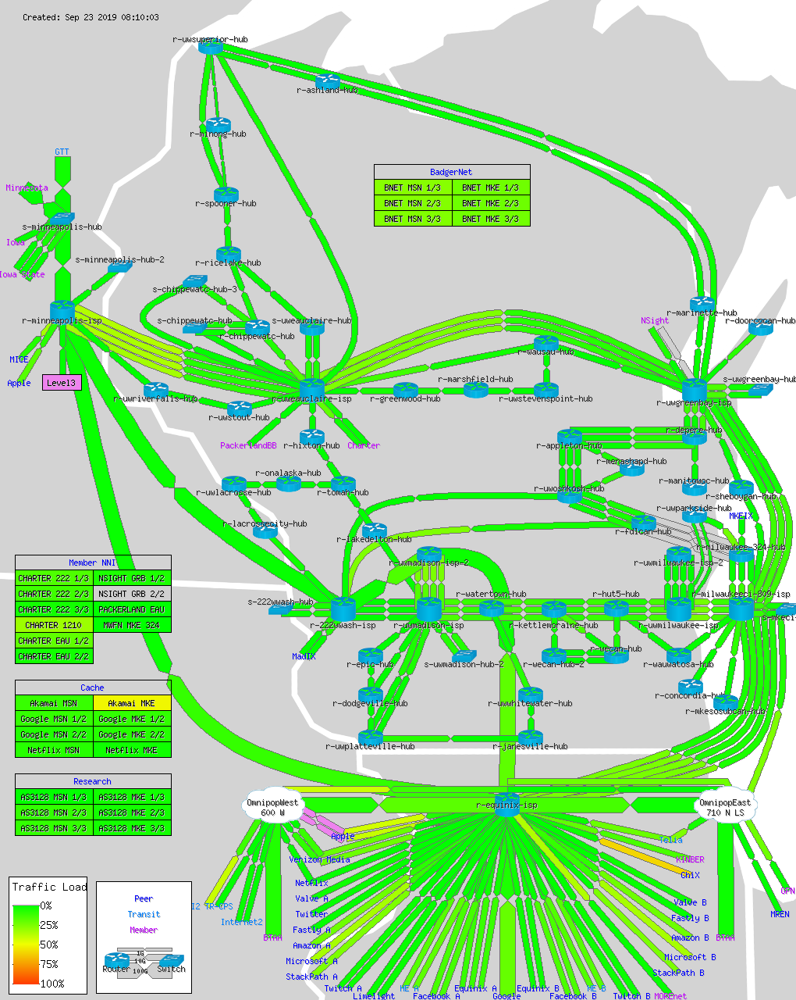 Created: Sep 23 2019 08:10:03
r-uwsuperior-hub
r-ashland-hub
r-minong-hub
GTT
BadgerNet
BNET MSN 1/3 BNET MKE 1/3
BNET MSN 2/3 BNET MKE 2/3
BNET MSN 3/3 BNET MKE 3/3
Minnesota
r-spooner-hub
s-minneapolis-hub
Iowa
r-ricelake-hub
s-minneapolis-hub-2
Iowa State
s-chippewatc-hub-3
r-marinette-hub
r-minneapolis-isp
s-chippewatc-hub
s-uweauclaire-hub
NSight
r-doorcocan-hub
r-chippewatc-hub
r-wausau-hub
MICE
Apple
Level3
r-marshfield-hub
s-uwgreenbay-hub
r-uwriverfalls-hub
r-uweauclaire-isp
r-greenwood-hub
r-uwstevenspoint-hub
r-uwgreenbay-isp
r-uwstout-hub
r-depere-hub
PackerlandBB
r-hixton-hub
Charter
r-appleton-hub
r-menashapd-hub
r-onalaska-hub
r-manitowoc-hub
r-uwlacrosse-hub
r-tomah-hub
r-uwoshkosh-hub
r-sheboygan-hub
r-uwparkside-hub
MKEIX
r-lacrossecity-hub
r-fdlcan-hub
r-lakedelton-hub
r-milwaukee-324-hub
r-uwmadison-isp-2
r-uwmilwaukee-isp-2
Member NNI
CHARTER 222 1/3 NSIGHT GRB 1/2
CHARTER 222 2/3 NSIGHT GRB 2/2
CHARTER 222 3/3 PACKERLAND EAU
CHARTER 1210 MWFN MKE 324
CHARTER EAU 1/2
CHARTER EAU 2/2
r-watertown-hub
r-hut5-hub
r-milwaukeeci-809-isp
s-222wwash-hub
r-222wwash-isp
r-uwmadison-isp
r-kettlemoraine-hub
r-uwmilwaukee-isp
s-mkeci-
MadIX
r-epic-hub
s-uwmadison-hub-2
r-wecan-hub
r-wecan-hub-2
r-wauwatosa-hub
Cache
Akamai MSN Akamai MKE
Google MSN 1/2 Google MKE 1/2
Google MSN 2/2 Google MKE 2/2
Netflix MSN Netflix MKE
r-concordia-hub
r-dodgeville-hub
r-uwwhitewater-hub
r-mkesosubcan-hub
r-uwplatteville-hub
r-janesville-hub
Research
AS3128 MSN 1/3 AS3128 MKE 1/3
AS3128 MSN 2/3 AS3128 MKE 2/3
AS3128 MSN 3/3 AS3128 MKE 3/3
OmnipopWest
600 W
r-equinix-isp
OmnipopEast
710 N LS
Apple
Telia
Verizon Media
KINBER
ChiX
Netflix
Valve A
Valve B
Twitter
Fastly A
Fastly B
GPN
MREN
I2 TR-CPS
Internet2
BTAA
BTAA
Amazon A
Amazon B
Microsoft A
Microsoft B
StackPath A
StackPath B
Twitch A
HE A
Equinix A
Equinix B
HE B
Limelight
Facebook A
Google
Facebook B
Twitch B
MOREnet
Traffic Load
0%
25%
50%
75%
100%
Peer
Transit
Member
1G
10G
100G
Router
Switch